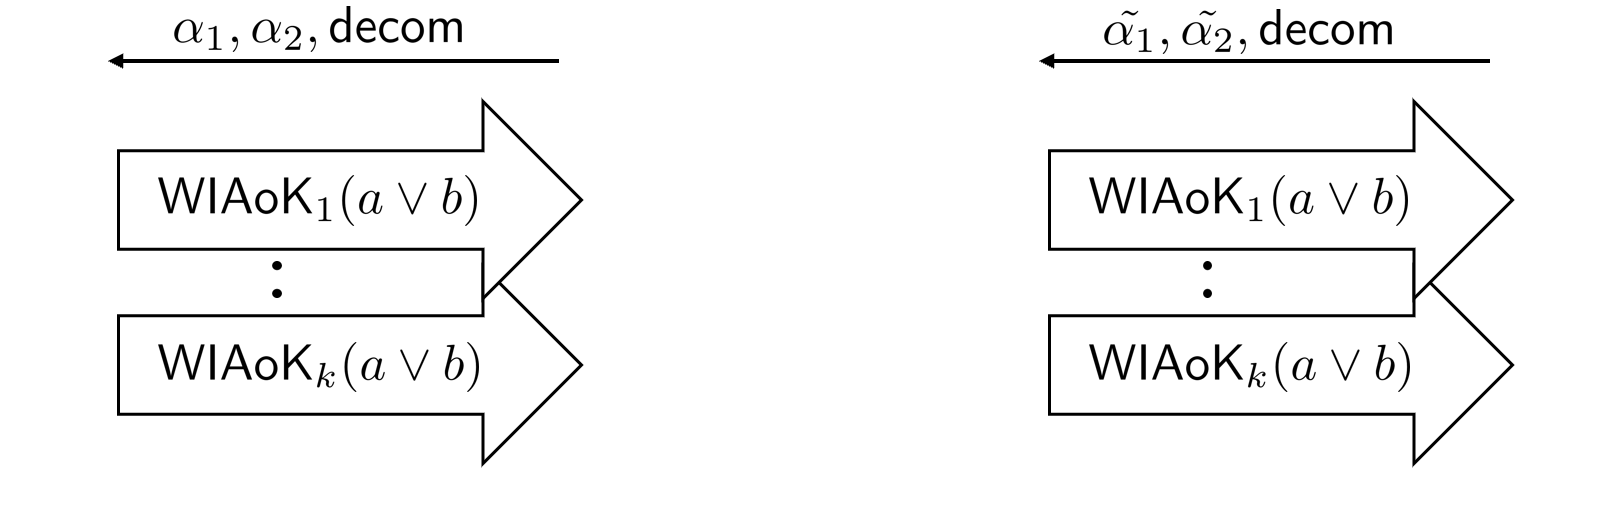 α₁, α₂, decom
α̃₁, α̃₂, decom
WIAoK₁(a ∨ b)
WIAoK₁(a ∨ b)
WIAoKₖ(a ∨ b)
WIAoKₖ(a ∨ b)